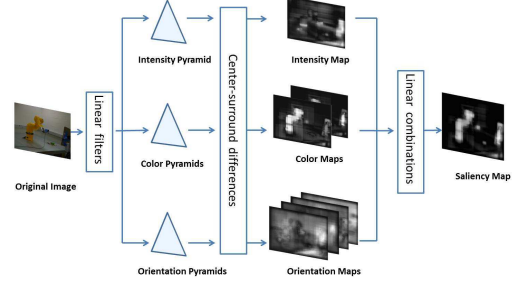 Intensity Pyramid
Intensity Map
Original Image
Linear filters
Color Pyramids
Center-surround differences
Color Maps
Linear combinations
Saliency Map
Orientation Pyramids
Orientation Maps